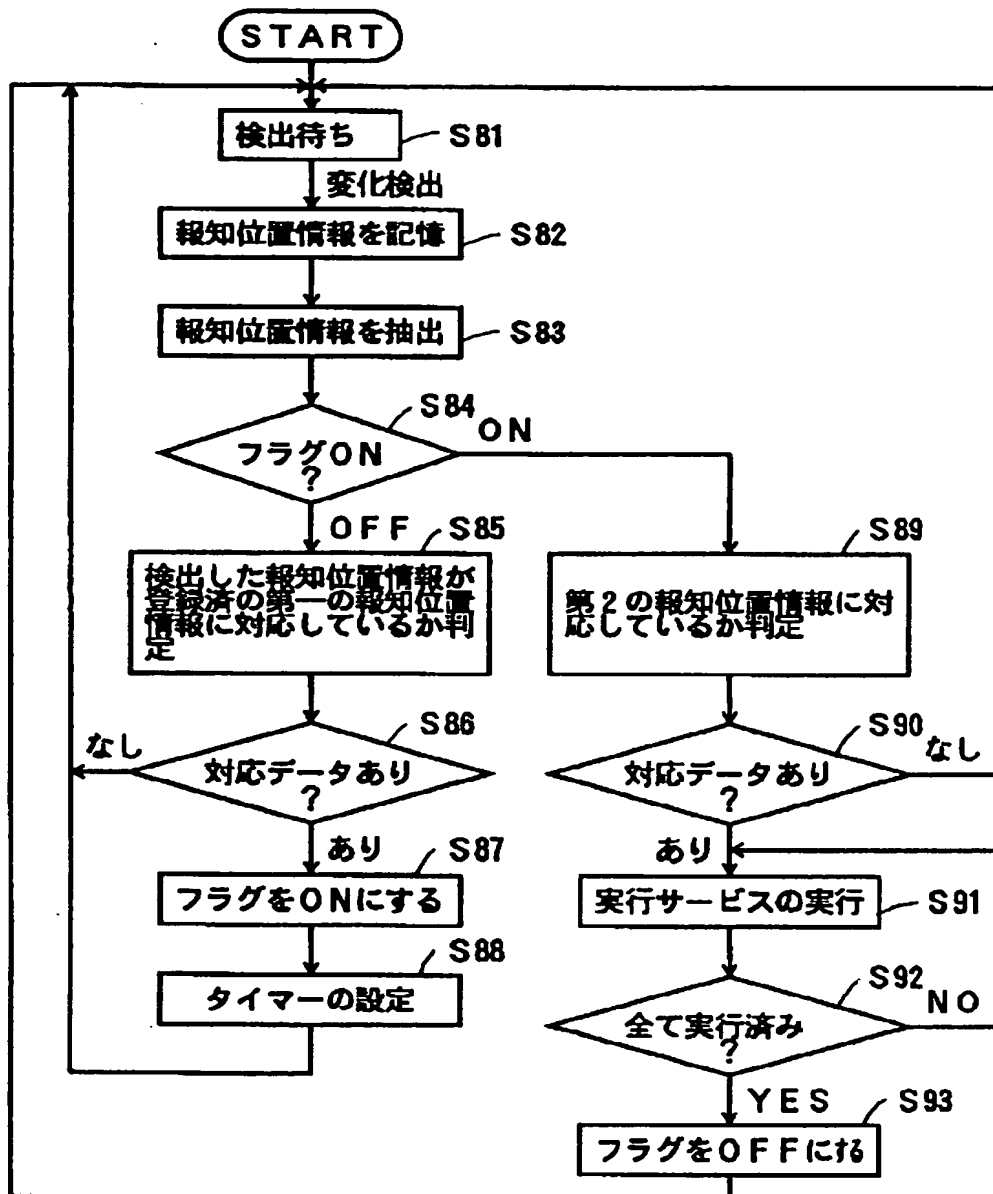 START
検出待ち
S81
変化検出
報知位置情報を記憶
S82
報知位置情報を抽出
S83
S84
フラグON
?
ON
OFF
S85
検出した報知位置情報が
登録済の第一の報知位置
情報に対応しているか判
定
S89
第2の報知位置情報に対
応しているか判定
S86
なし
対応データあり
?
S90
なし
対応データあり
?
あり
S87
フラグをONにする
S88
タイマーの設定
あり
実行サービスの実行
S91
S92
NO
全て実行済み
?
YES
S93
フラグをOFFにする